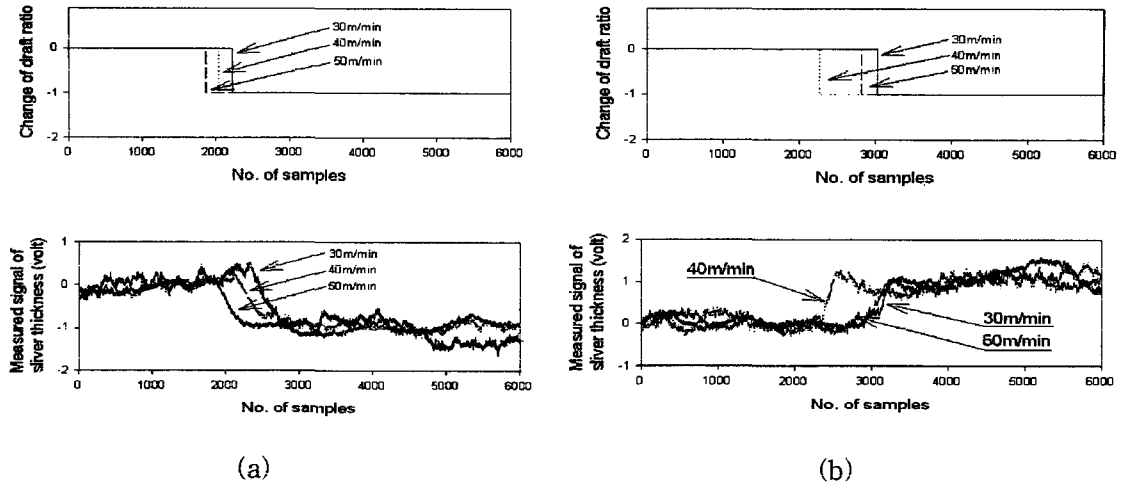 Change of draft ratio
0
-1
-2
30m/min
40m/min
50m/min
0
1000
2000
3000
4000
5000
6000
No. of samples
Change of draft ratio
0
-1
-2
30m/min
40m/min
50m/min
0
1000
2000
3000
4000
5000
6000
No. of samples
Measured signal of
sliver thickness (volt)
1
0
-1
-2
30m/min
40m/min
50m/min
0
1000
2000
3000
4000
5000
6000
No. of samples
Measured signal of
sliver thickness (volt)
2
1
0
-1
40m/min
30m/min
50m/min
0
1000
2000
3000
4000
5000
6000
No. of samples
(a)
(b)